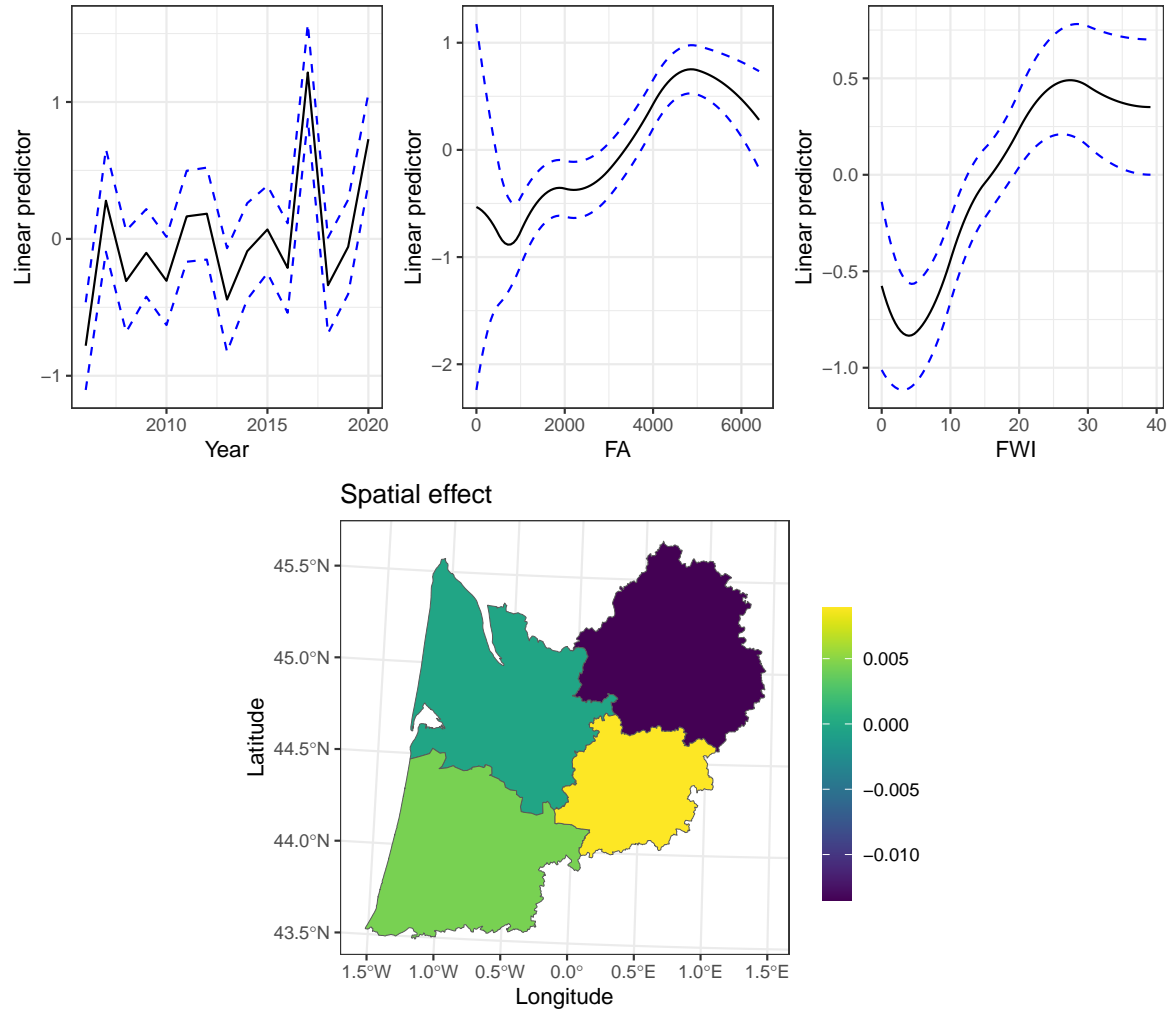 Linear predictor
1
0
−1
2010
2015
2020
Year
Linear predictor
1
0
−1
−2
0
2000
4000
6000
FA
Linear predictor
0.5
0.0
−0.5
−1.0
0
10
20
30
40
FWI
Spatial effect
Latitude
45.5°N
45.0°N
44.5°N
44.0°N
43.5°N
1.5°W
1.0°W
0.5°W
0.0°
0.5°E
1.0°E
1.5°E
Longitude
0.005
0.000
−0.005
−0.010